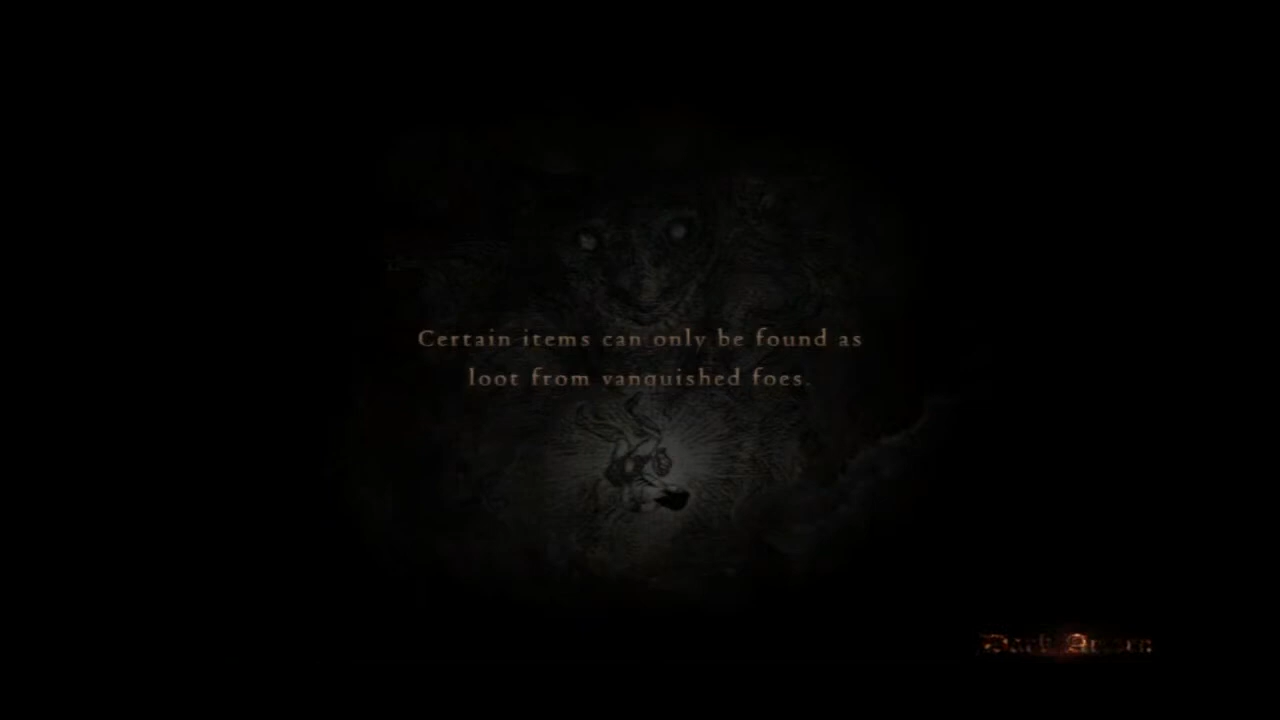 Certain items can only be found as
loot from vanquished foes.